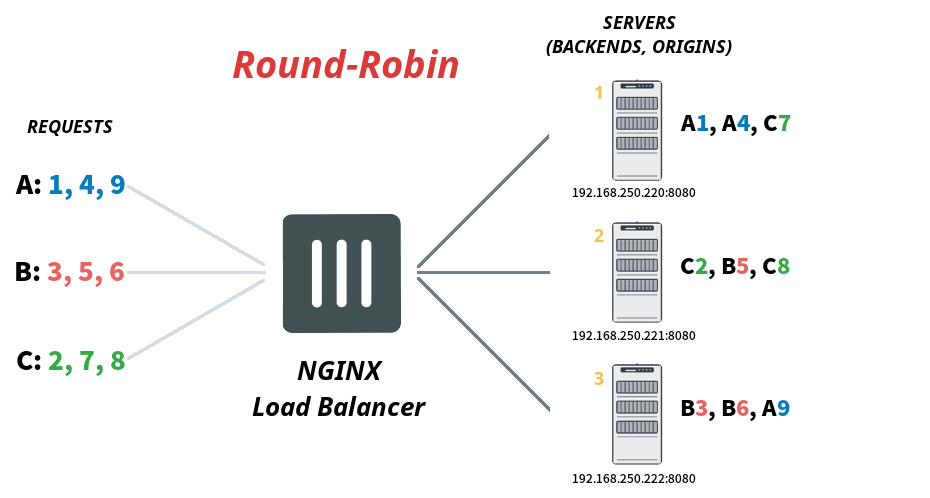 SERVERS
(BACKENDS, ORIGINS)
Round-Robin
REQUESTS
A: 1, 4, 9
B: 3, 5, 6
C: 2, 7, 8
NGINX
Load Balancer
1
A1, A4, C7
192.168.250.220:8080
2
C2, B5, C8
192.168.250.221:8080
3
B3, B6, A9
192.168.250.222:8080